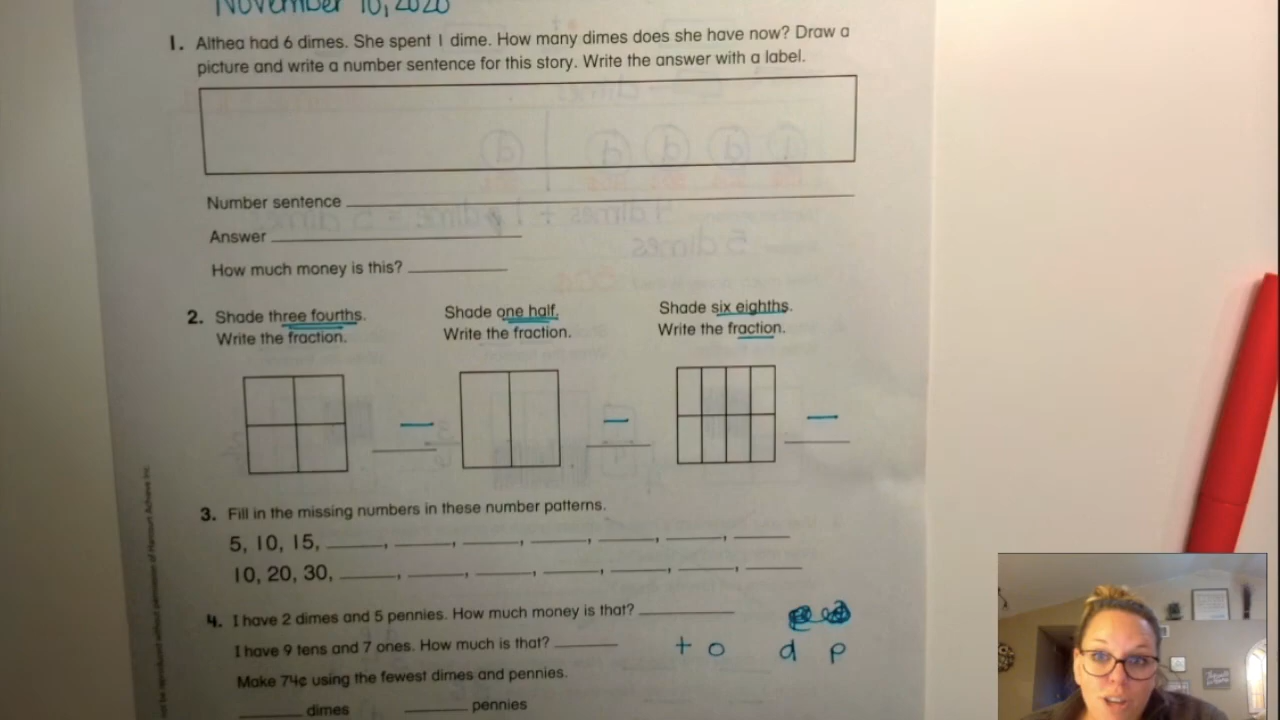 November 10, 2020
1. Althea had 6 dimes. She spent 1 dime. How many dimes does she have now? Draw a
picture and write a number sentence for this story. Write the answer with a label.
Number sentence
Answer
How much money is this?
2. Shade three fourths. Shade one half. Shade six eighths.
Write the fraction. Write the fraction. Write the fraction.
3. Fill in the missing numbers in these number patterns.
5, 10, 15,
10, 20, 30,
4. I have 2 dimes and 5 pennies. How much money is that?
I have 9 tens and 7 ones. How much is that? t o d p
Make 74¢ using the fewest dimes and pennies.
dimes pennies